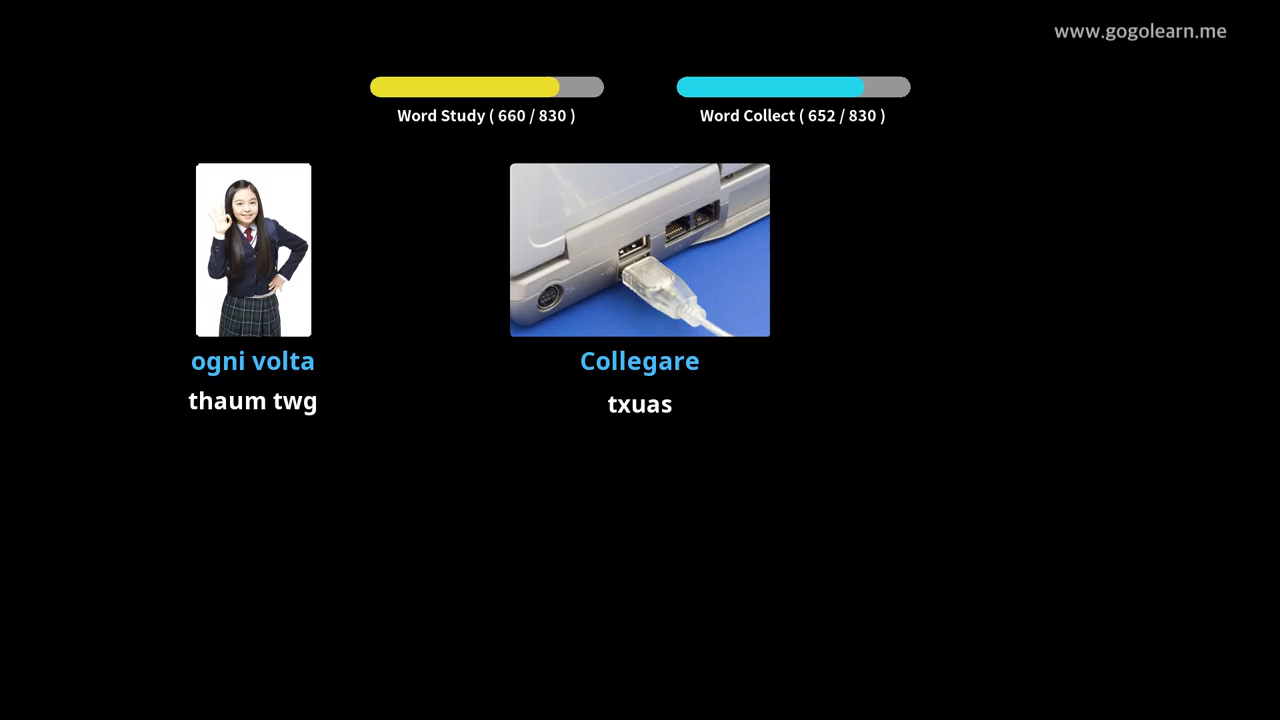 www.gogolearn.me
Word Study ( 660 / 830 )
Word Collect ( 652 / 830 )
ogni volta
thaum twg
Collegare
txuas